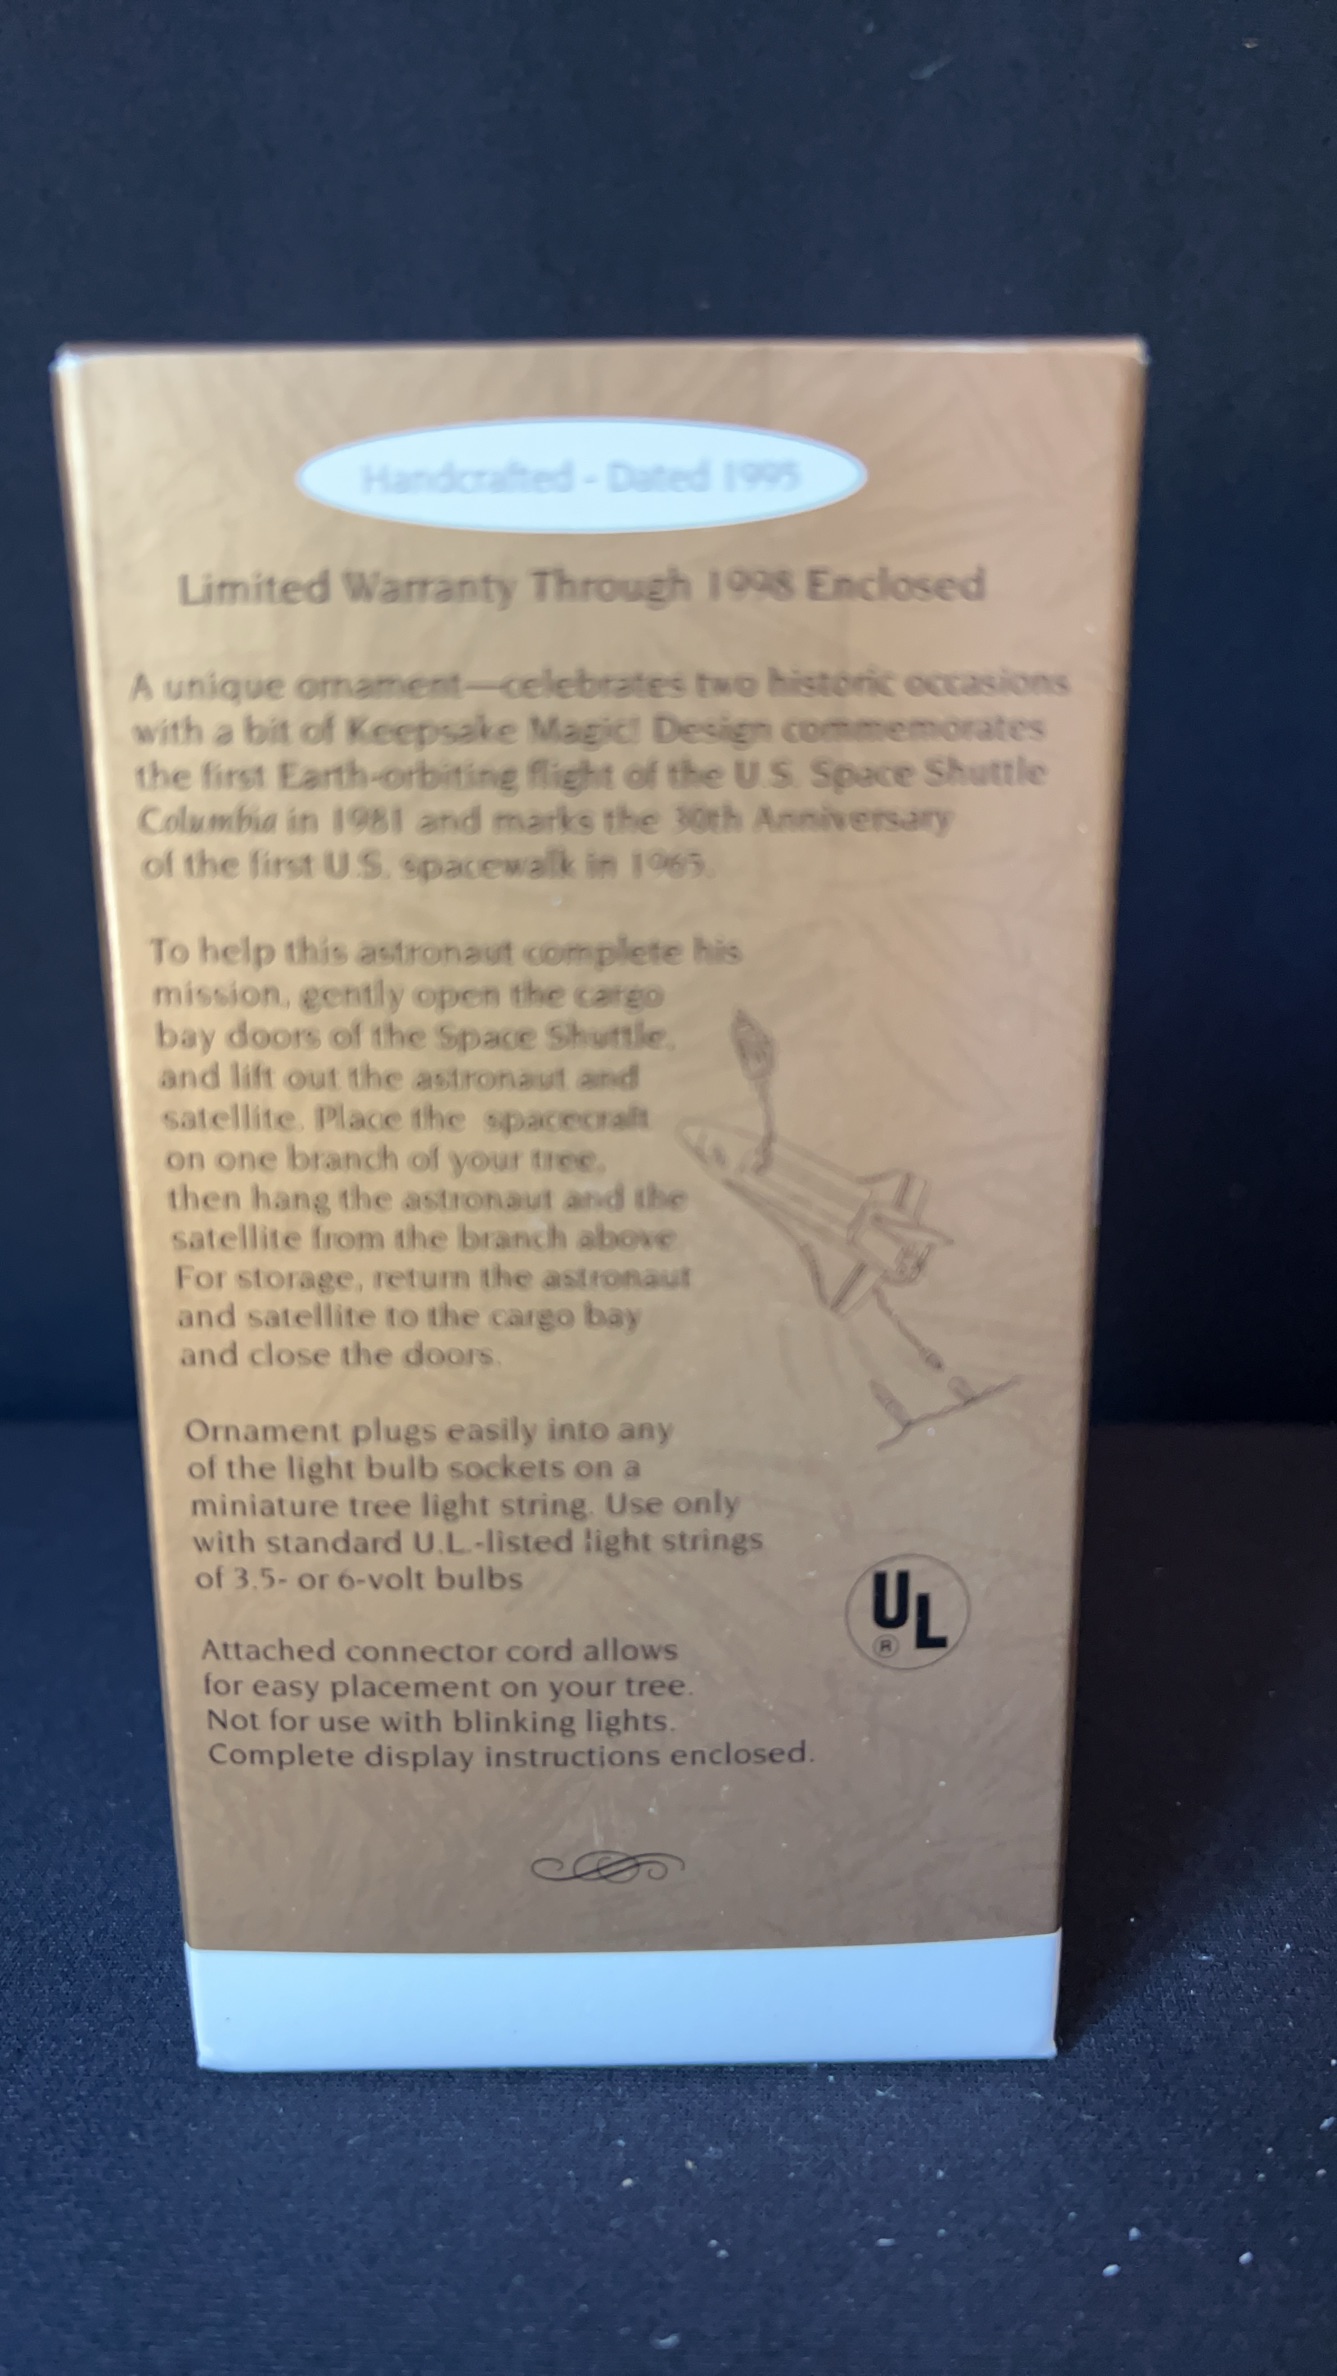 Handcrafted - Dated 1995
Limited Warranty Through 1998 Enclosed
A unique ornament—celebrates two historic occasions
with a bit of Keepsake Magic! Design commemorates
the first Earth-orbiting flight of the U.S. Space Shuttle
Columbia in 1981 and marks the 30th Anniversary
of the first U.S. spacewalk in 1965.
To help this astronaut complete his
mission, gently open the cargo
bay doors of the Space Shuttle,
and lift out the astronaut and
satellite. Place the spacecraft
on one branch of your tree,
then hang the astronaut and the
satellite from the branch above
For storage, return the astronaut
and satellite to the cargo bay
and close the doors.
Ornament plugs easily into any
of the light bulb sockets on a
miniature tree light string. Use only
with standard U.L.-listed light strings
of 3.5- or 6-volt bulbs
UL
®
Attached connector cord allows
for easy placement on your tree.
Not for use with blinking lights.
Complete display instructions enclosed.